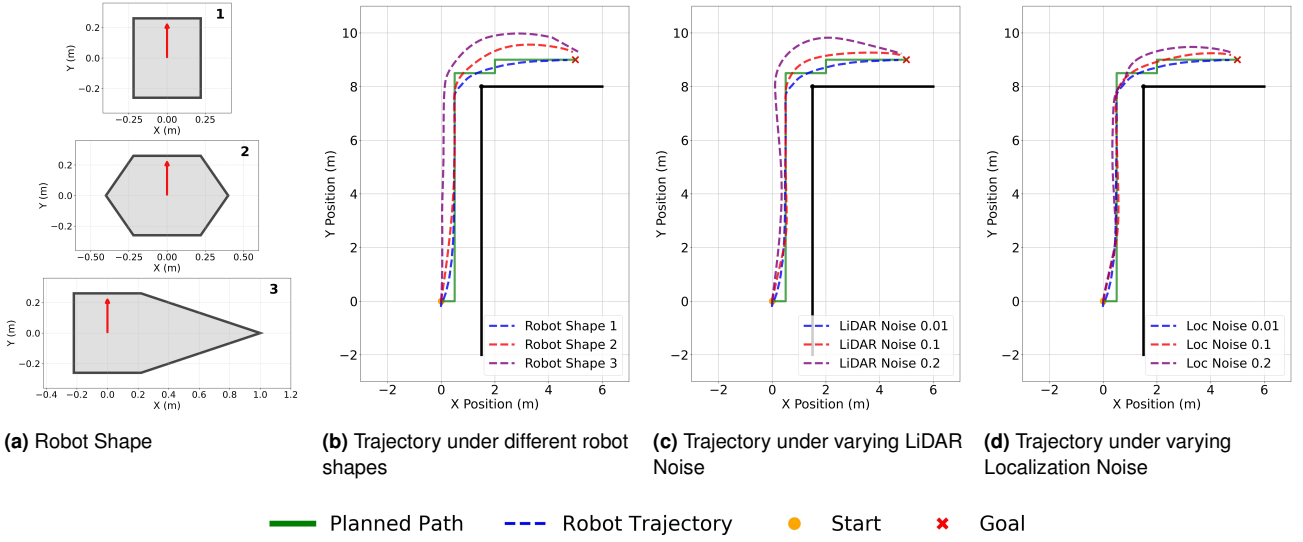 1
0.2
0.0
−0.2
Y (m)
−0.25
0.00
0.25
X (m)
2
0.2
0.0
−0.2
Y (m)
−0.50
−0.25
0.00
0.25
0.50
X (m)
3
0.2
0.0
−0.2
Y (m)
−0.4
−0.2
0.0
0.2
0.4
0.6
0.8
1.0
1.2
X (m)
(a) Robot Shape
10
8
6
4
2
0
−2
Y Position (m)
Robot Shape 1
Robot Shape 2
Robot Shape 3
−2
0
2
4
6
X Position (m)
(b) Trajectory under different robot
shapes
10
8
6
4
2
0
−2
Y Position (m)
LiDAR Noise 0.01
LiDAR Noise 0.1
LiDAR Noise 0.2
−2
0
2
4
6
X Position (m)
(c) Trajectory under varying LiDAR
Noise
10
8
6
4
2
0
−2
Y Position (m)
Loc Noise 0.01
Loc Noise 0.1
Loc Noise 0.2
−2
0
2
4
6
X Position (m)
(d) Trajectory under varying
Localization Noise
Planned Path
Robot Trajectory
Start
Goal